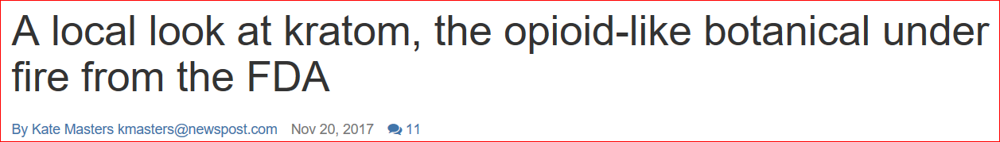 A local look at kratom, the opioid-like botanical under
fire from the FDA
By Kate Masters kmasters@newspost.com Nov 20, 2017 11